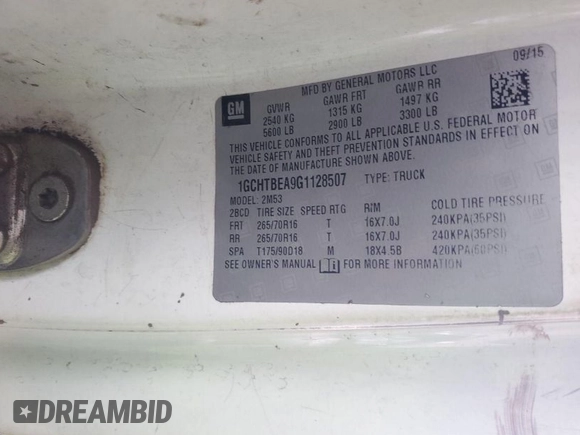 09/15
MFD BY GENERAL MOTORS LLC
GM
GVWR GAWR FRT GAWR RR
2540 KG 1315 KG 1497 KG
5600 LB 2900 LB 3300 LB
THIS VEHICLE CONFORMS TO ALL APPLICABLE U.S. FEDERAL MOTOR
VEHICLE SAFETY AND THEFT PREVENTION STANDARDS IN EFFECT ON
THE DATE OF MANUFACTURE SHOWN ABOVE.
1GCHTBEA9G1128507 TYPE: TRUCK
MODEL: 2M53
2BCD TIRE SIZE SPEED RTG RIM COLD TIRE PRESSURE
FRT 265/70R16 T 16X7.0J 240KPA(35PSI)
RR 265/70R16 T 16X7.0J 240KPA(35PSI)
SPA T175/90D18 M 18X4.5B 420KPA(60PSI)
SEE OWNER'S MANUAL FOR MORE INFORMATION
DREAMBID